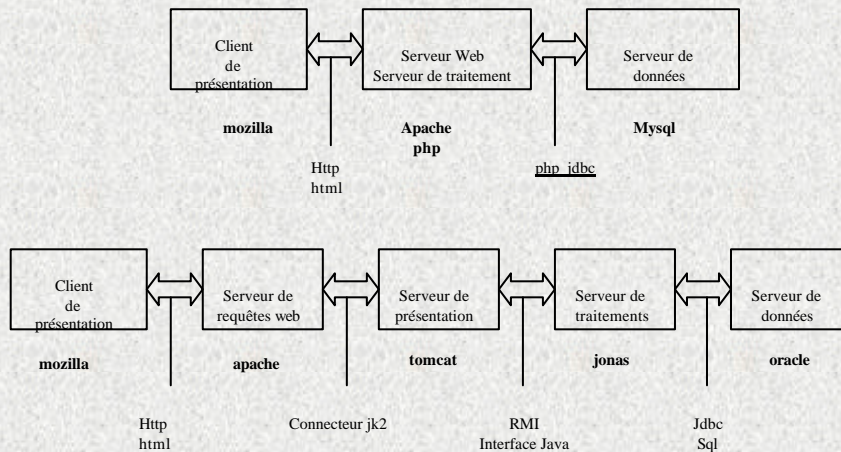 Client
de
présentation
Serveur Web
Serveur de traitement
Serveur de
données
mozilla
Apache
php
Mysql
Http
html
php jdbc
Client
de
présentation
Serveur de
requêtes web
Serveur de
présentation
Serveur de
traitements
Serveur de
données
mozilla
apache
tomcat
jonas
oracle
Http
html
Connecteur jk2
RMI
Interface Java
Jdbc
Sql